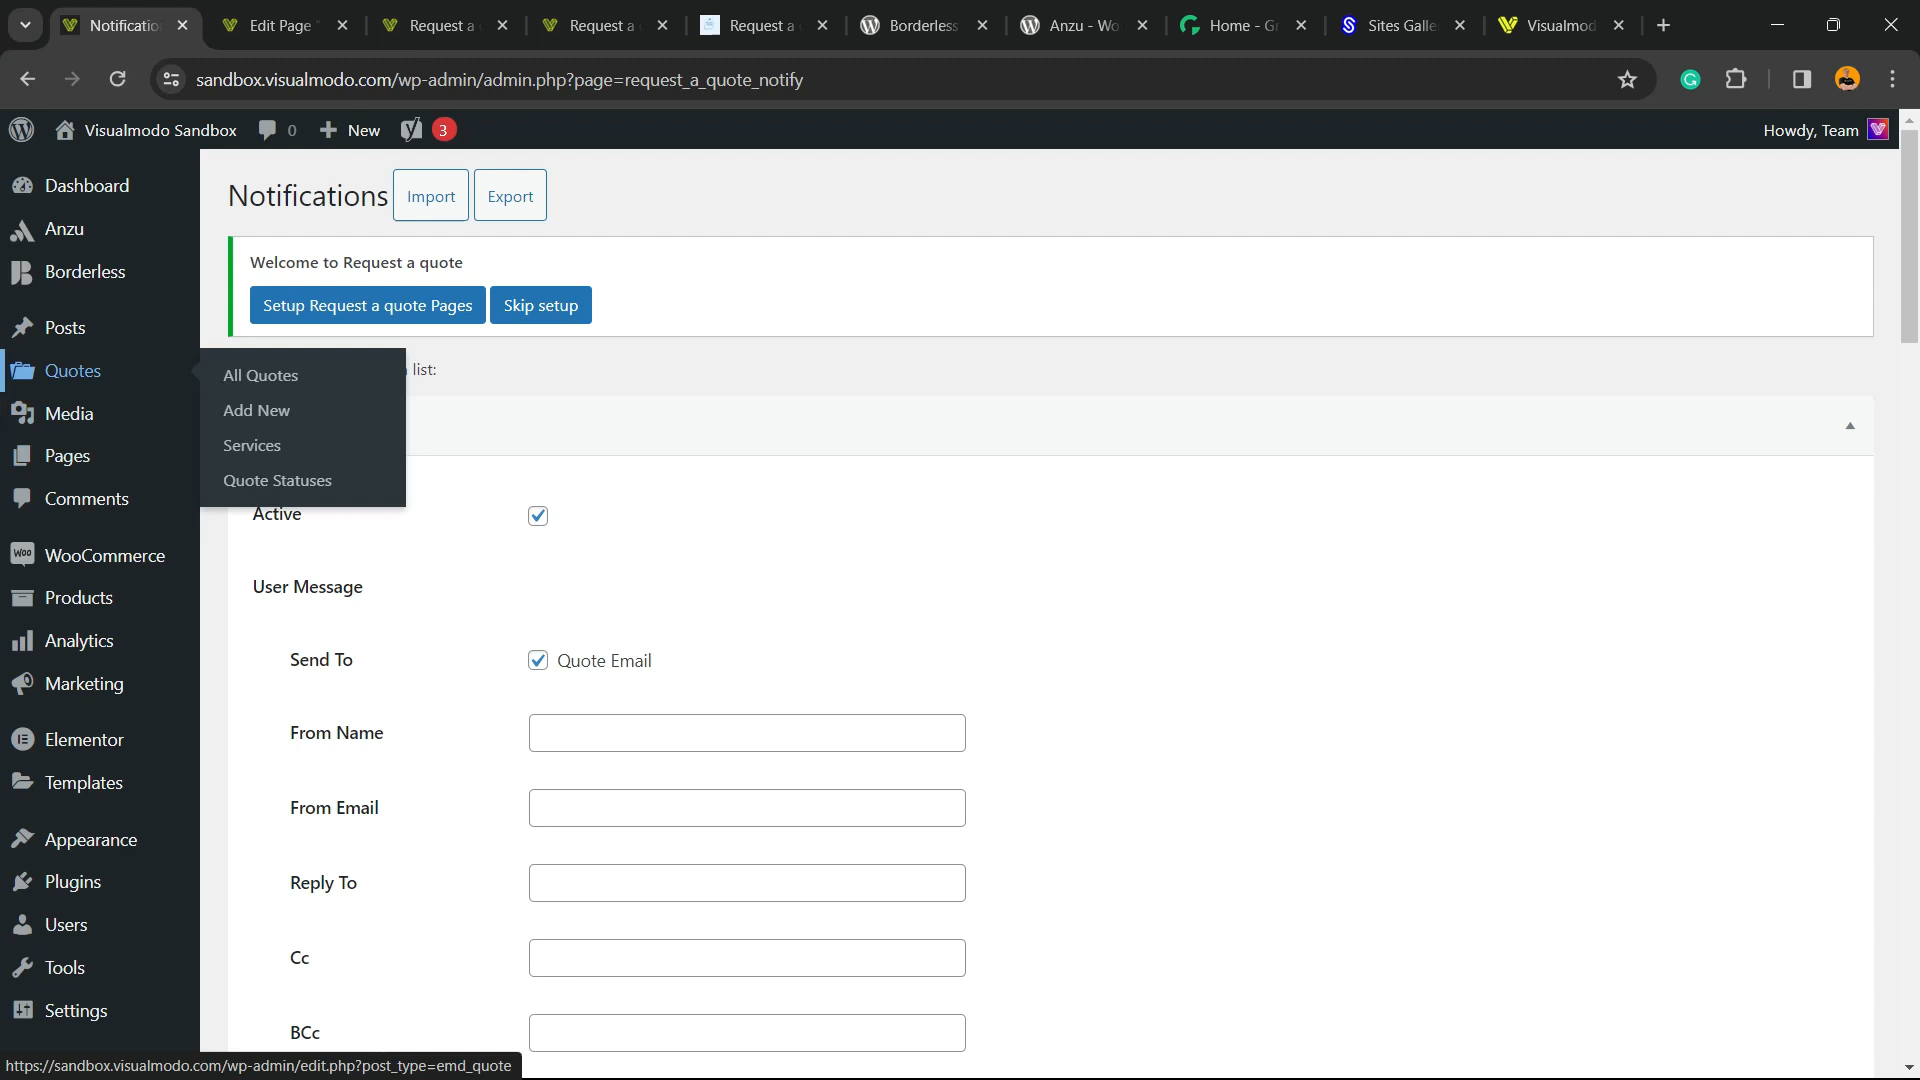 Notificatio
Edit Page "
Request a
Request a
Request a
Borderless
Anzu - Wo
Home - Gr
Sites Galle
Visualmod
sandbox.visualmodo.com/wp-admin/admin.php?page=request_a_quote_notify
Visualmodo Sandbox
0
New
3
Howdy, Team
Dashboard
Anzu
Borderless
Posts
Quotes
Media
Pages
Comments
WooCommerce
Products
Analytics
Marketing
Elementor
Templates
Appearance
Plugins
Users
Tools
Settings
All Quotes
Add New
Services
Quote Statuses
Notifications
Import
Export
Welcome to Request a quote
Setup Request a quote Pages
Skip setup
list:
Active
User Message
Send To
Quote Email
From Name
From Email
Reply To
Cc
BCc
https://sandbox.visualmodo.com/wp-admin/edit.php?post_type=emd_quote